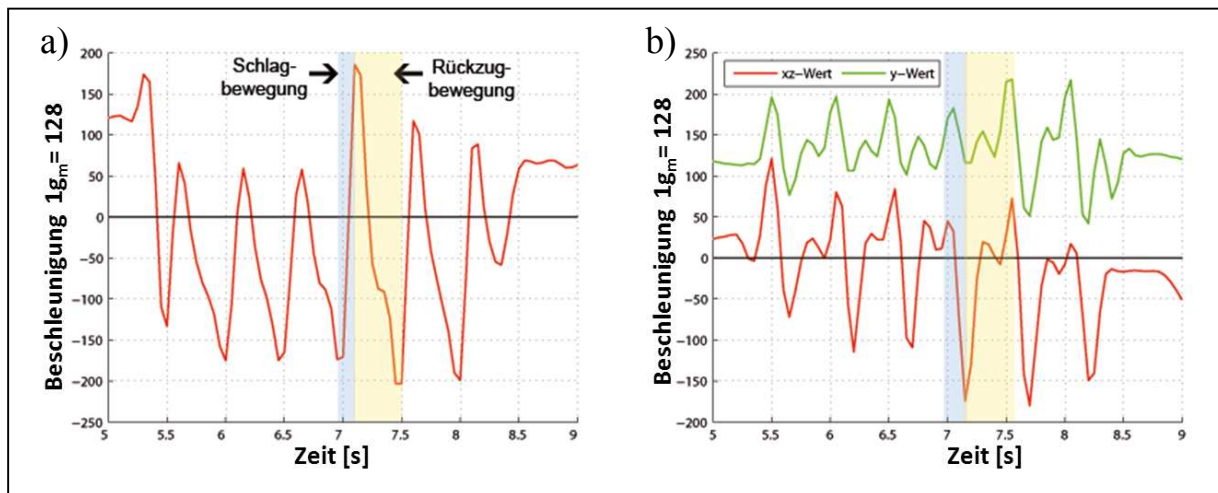 a)
Beschleunigung 1gₘ= 128
200
150
100
50
0
−50
−100
−150
−200
−250
Schlag-
bewegung
Rückzug-
bewegung
5 5.5 6 6.5 7 7.5 8 8.5 9
Zeit [s]
b)
Beschleunigung 1gₘ= 128
250
200
150
100
50
0
−50
−100
−150
−200
xz−Wert y−Wert
5 5.5 6 6.5 7 7.5 8 8.5 9
Zeit [s]